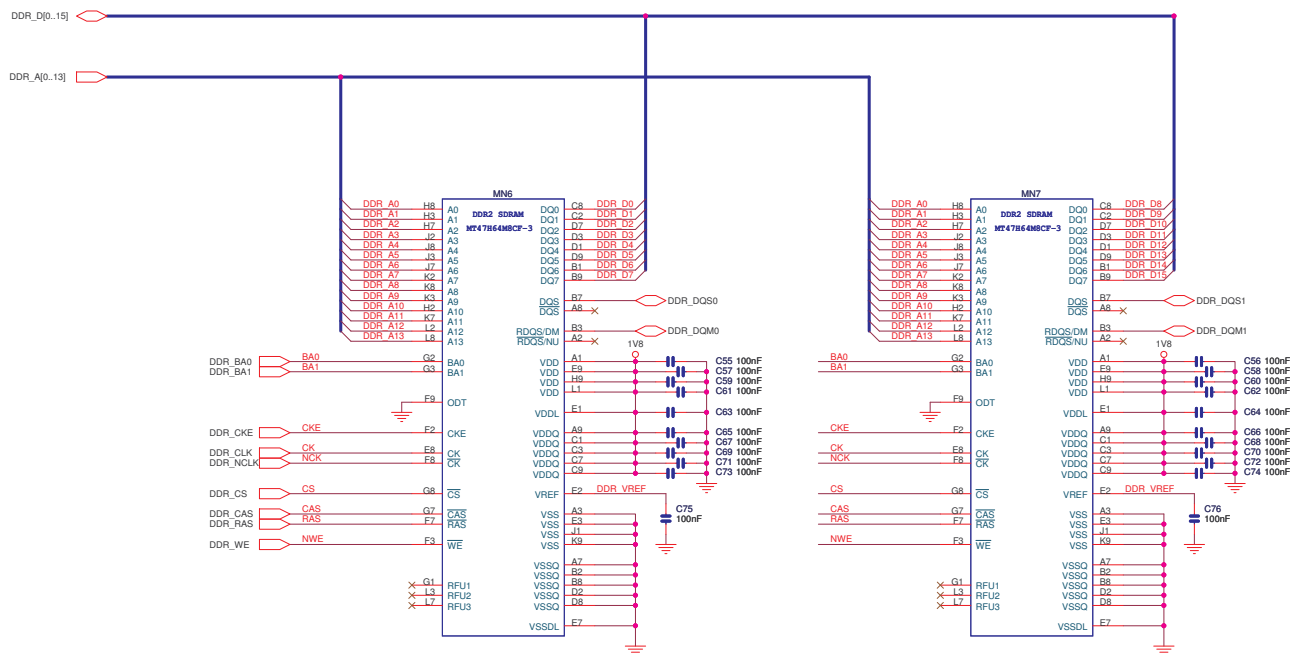 DDR_D[0..15]
DDR_A[0..13]
MN6
DDR2 SDRAM
MT47H64M8CF-3
DDR_A0 H8 A0
DDR_A1 H3 A1
DDR_A2 H7 A2
DDR_A3 J2 A3
DDR_A4 J8 A4
DDR_A5 J3 A5
DDR_A6 J7 A6
DDR_A7 K2 A7
DDR_A8 K8 A8
DDR_A9 K3 A9
DDR_A10 H2 A10
DDR_A11 K7 A11
DDR_A12 L2 A12
DDR_A13 L8 A13
DDR_BA0 BA0 G2 BA0
DDR_BA1 BA1 G3 BA1
F9 ODT
DDR_CKE CKE F2 CKE
DDR_CLK CK E8 CK
DDR_NCLK NCK F8 CK
DDR_CS CS G8 CS
DDR_CAS CAS G7 CAS
DDR_RAS RAS F7 RAS
DDR_WE NWE F3 WE
G1 RFU1
L3 RFU2
L7 RFU3
DQ0 C8 DDR_D0
DQ1 C2 DDR_D1
DQ2 D7 DDR_D2
DQ3 D3 DDR_D3
DQ4 D1 DDR_D4
DQ5 D9 DDR_D5
DQ6 B1 DDR_D6
DQ7 B9 DDR_D7
DQS B7 DDR_DQS0
DQS A8
RDQS/DM B3 DDR_DQM0
RDQS/NU A2
1V8
VDD A1 C55 100nF
VDD E9 C57 100nF
VDD H9 C59 100nF
VDD L1 C61 100nF
VDDL E1 C63 100nF
VDDQ A9 C65 100nF
VDDQ C1 C67 100nF
VDDQ C3 C69 100nF
VDDQ C7 C71 100nF
VDDQ C9 C73 100nF
VREF E2 DDR_VREF
C75
100nF
VSS A3
VSS E3
VSS J1
VSS K9
VSSQ A7
VSSQ B2
VSSQ B8
VSSQ D2
VSSQ D8
VSSDL E7
MN7
DDR2 SDRAM
MT47H64M8CF-3
DDR_A0 H8 A0
DDR_A1 H3 A1
DDR_A2 H7 A2
DDR_A3 J2 A3
DDR_A4 J8 A4
DDR_A5 J3 A5
DDR_A6 J7 A6
DDR_A7 K2 A7
DDR_A8 K8 A8
DDR_A9 K3 A9
DDR_A10 H2 A10
DDR_A11 K7 A11
DDR_A12 L2 A12
DDR_A13 L8 A13
BA0 G2 BA0
BA1 G3 BA1
F9 ODT
CKE F2 CKE
CK E8 CK
NCK F8 CK
CS G8 CS
CAS G7 CAS
RAS F7 RAS
NWE F3 WE
G1 RFU1
L3 RFU2
L7 RFU3
DQ0 C8 DDR_D8
DQ1 C2 DDR_D9
DQ2 D7 DDR_D10
DQ3 D3 DDR_D11
DQ4 D1 DDR_D12
DQ5 D9 DDR_D13
DQ6 B1 DDR_D14
DQ7 B9 DDR_D15
DQS B7 DDR_DQS1
DQS A8
RDQS/DM B3 DDR_DQM1
RDQS/NU A2
1V8
VDD A1 C56 100nF
VDD E9 C58 100nF
VDD H9 C60 100nF
VDD L1 C62 100nF
VDDL E1 C64 100nF
VDDQ A9 C66 100nF
VDDQ C1 C68 100nF
VDDQ C3 C70 100nF
VDDQ C7 C72 100nF
VDDQ C9 C74 100nF
VREF E2 DDR_VREF
C76
100nF
VSS A3
VSS E3
VSS J1
VSS K9
VSSQ A7
VSSQ B2
VSSQ B8
VSSQ D2
VSSQ D8
VSSDL E7